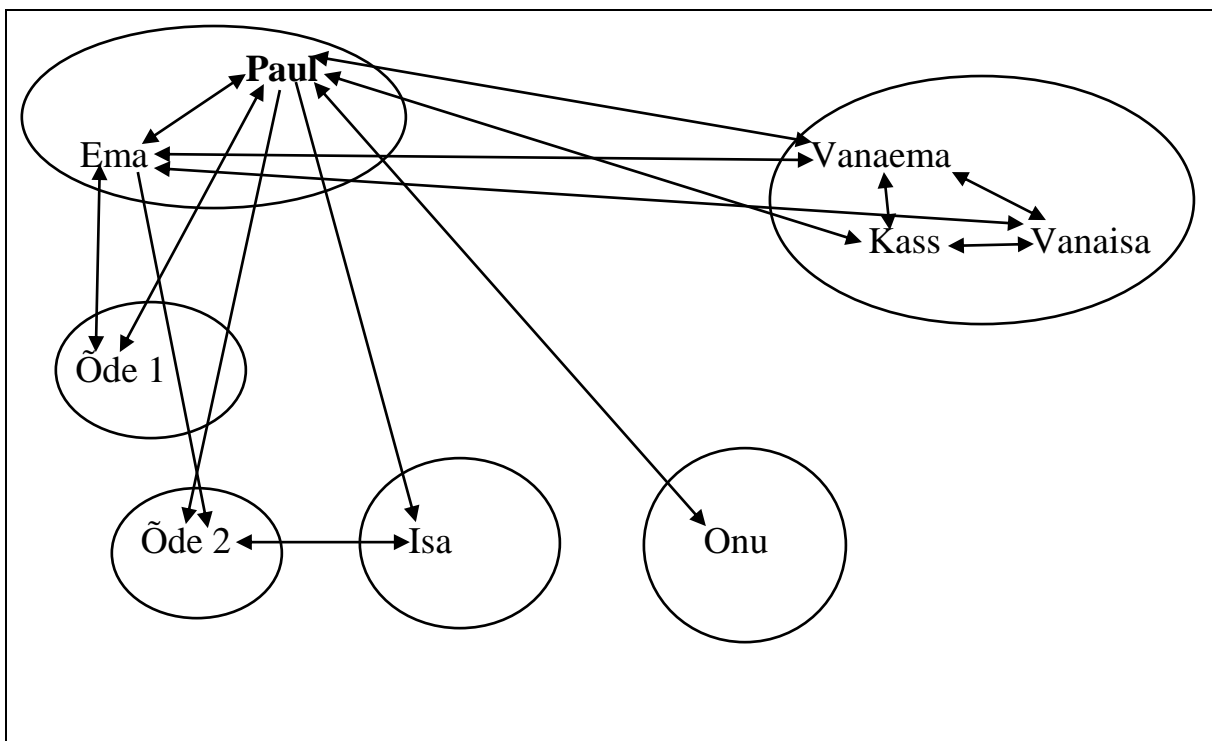 Paul
Ema
Vanaema
Kass
Vanaisa
Õde 1
Õde 2
Isa
Onu